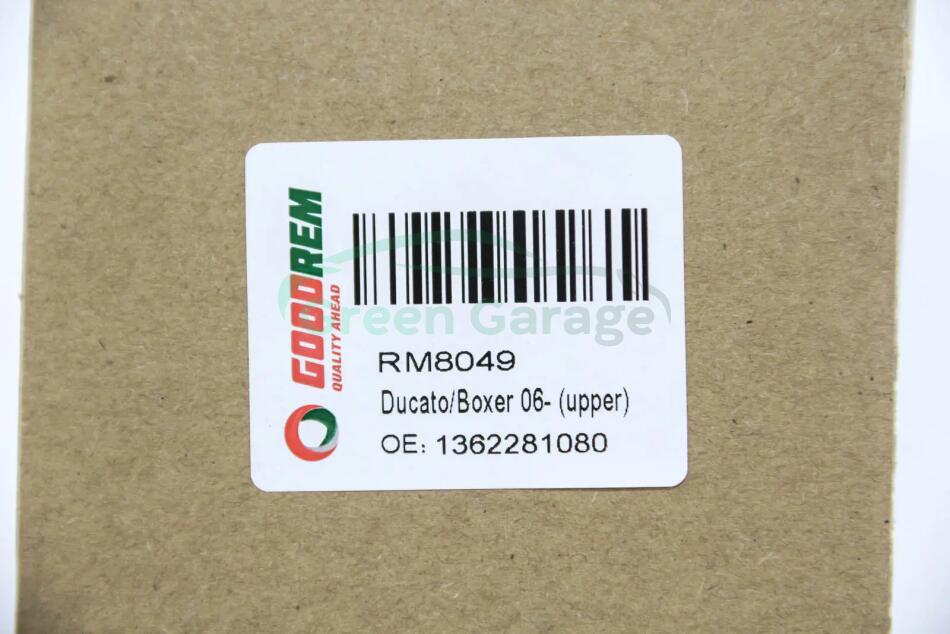 GOODREM
QUALITY AHEAD
Green Garage
RM8049
Ducato/Boxer 06- (upper)
OE: 1362281080